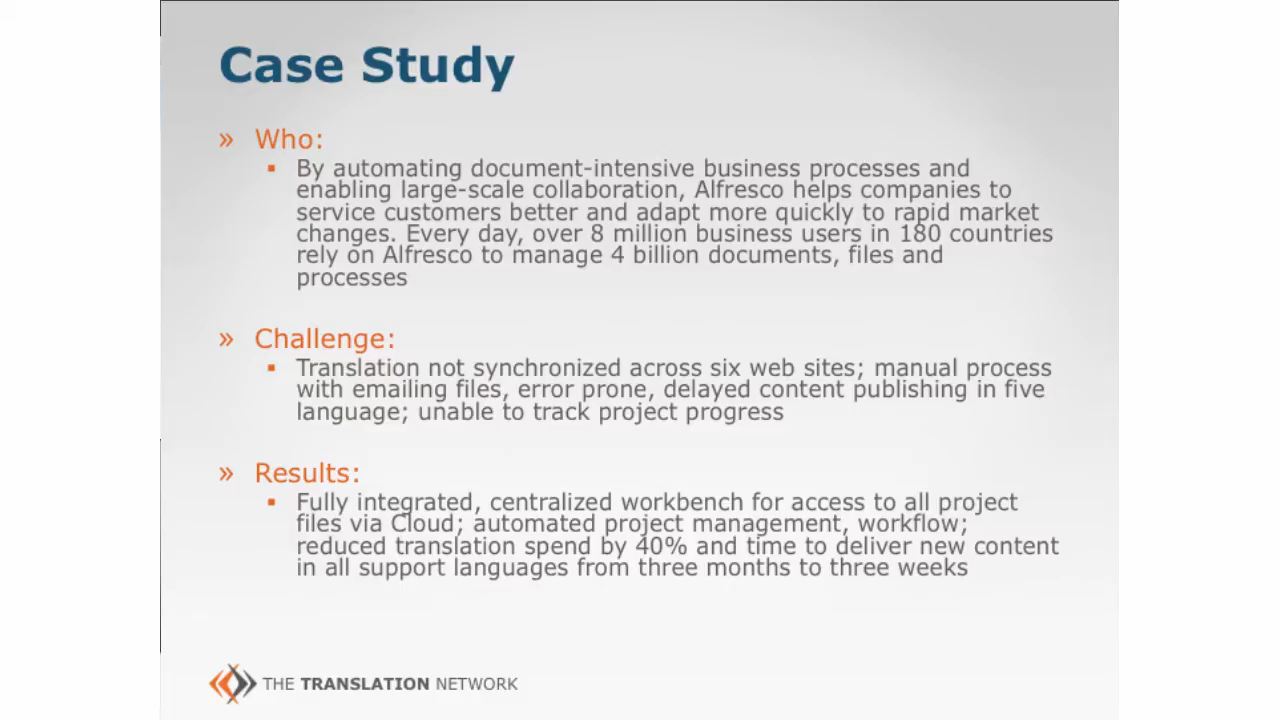 Case Study
» Who:
▪ By automating document-intensive business processes and
enabling large-scale collaboration, Alfresco helps companies to
service customers better and adapt more quickly to rapid market
changes. Every day, over 8 million business users in 180 countries
rely on Alfresco to manage 4 billion documents, files and
processes
» Challenge:
▪ Translation not synchronized across six web sites; manual process
with emailing files, error prone, delayed content publishing in five
language; unable to track project progress
» Results:
▪ Fully integrated, centralized workbench for access to all project
files via Cloud; automated project management, workflow;
reduced translation spend by 40% and time to deliver new content
in all support languages from three months to three weeks
THE TRANSLATION NETWORK